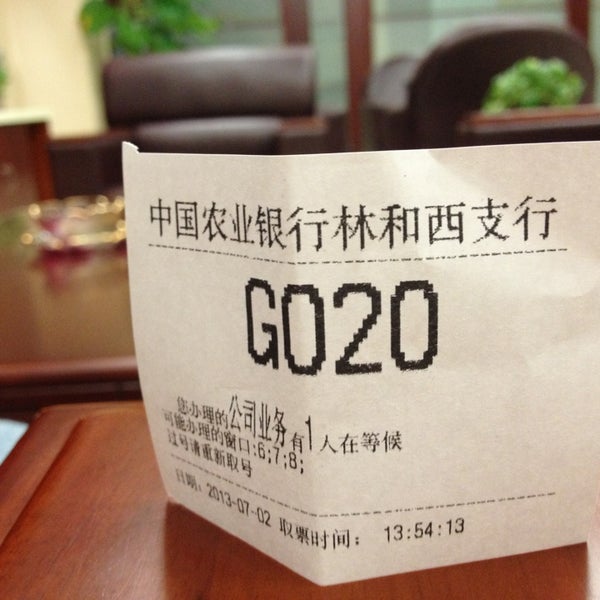 中国农业银行林和西支行
G020
您办理的公司业务有1人在等候
可能办理的窗口:6;7;8;
过号请重新取号
日期: 2013-07-02 取票时间: 13:54:13